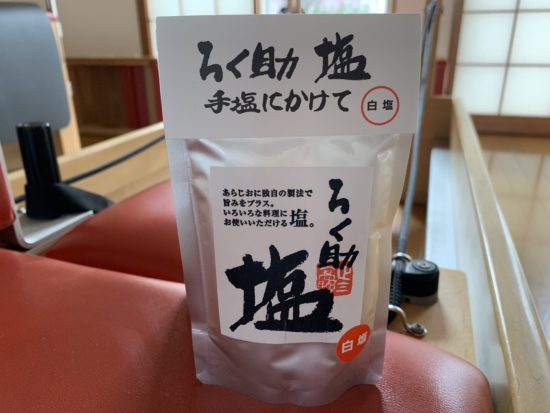 ろく助 塩
手塩にかけて
白塩
あらじおに独自の製法で
旨みをプラス。
いろいろな料理に
お使いいただける塩。
ろく助
塩
白塩